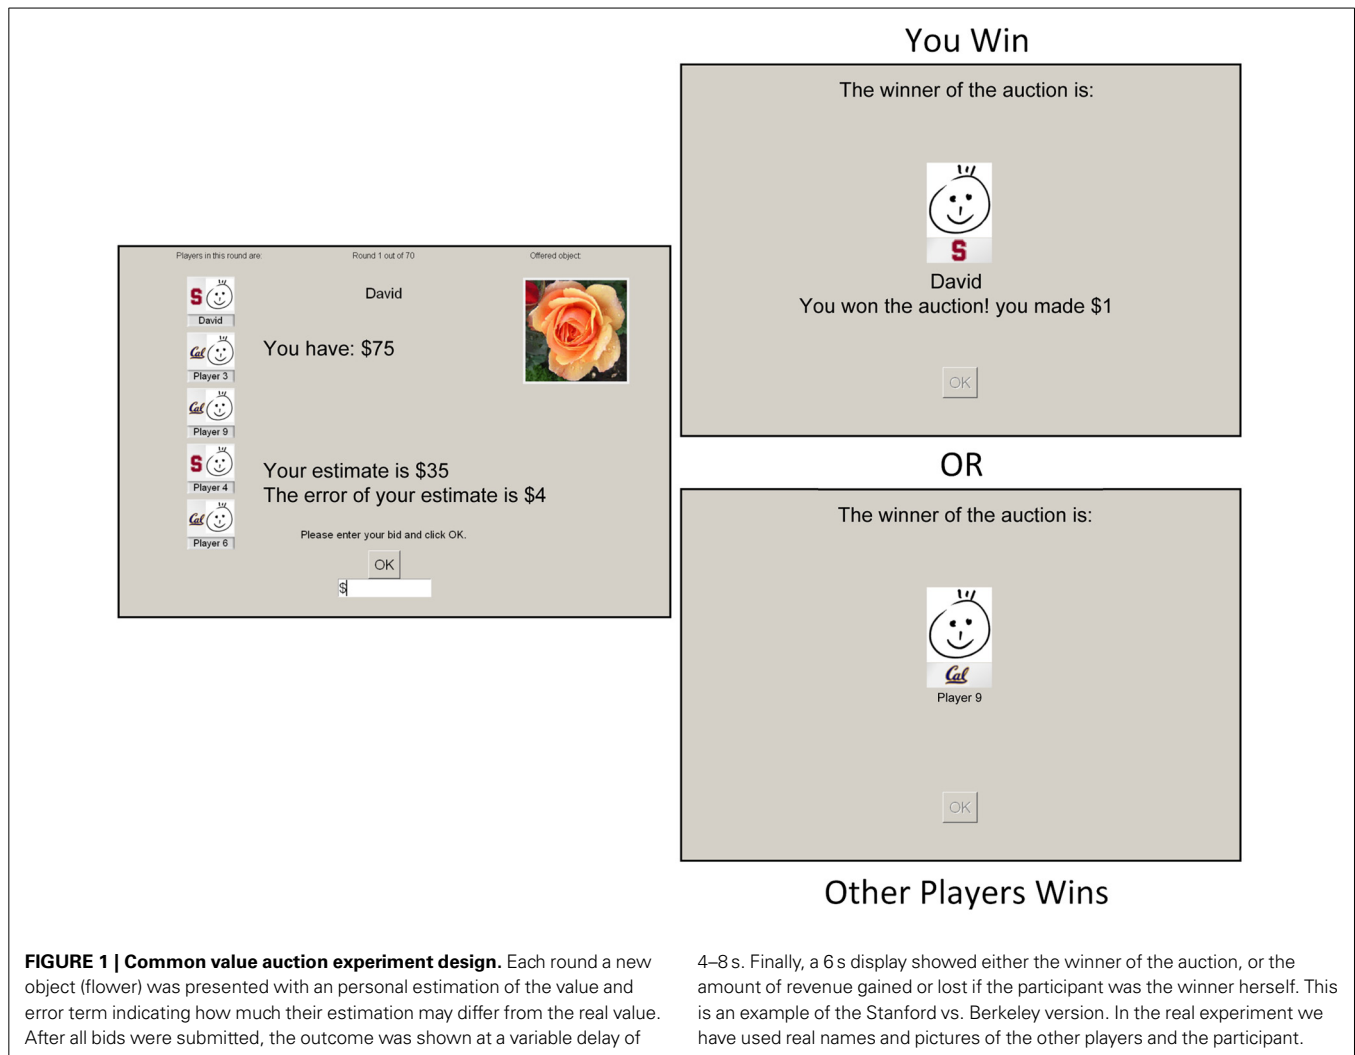 You Win
The winner of the auction is:
S
David
You won the auction! you made $1
OK
Players in this round are:
Round 1 out of 70
Offered object:
S
David
David
Cal
Player 3
You have: $75
Cal
Player 9
S
Player 4
Your estimate is $35
The error of your estimate is $4
Cal
Player 6
Please enter your bid and click OK.
OK
$
OR
The winner of the auction is:
Cal
Player 9
OK
Other Players Wins
FIGURE 1 | Common value auction experiment design. Each round a new
object (flower) was presented with an personal estimation of the value and
error term indicating how much their estimation may differ from the real value.
After all bids were submitted, the outcome was shown at a variable delay of
4–8 s. Finally, a 6 s display showed either the winner of the auction, or the
amount of revenue gained or lost if the participant was the winner herself. This
is an example of the Stanford vs. Berkeley version. In the real experiment we
have used real names and pictures of the other players and the participant.